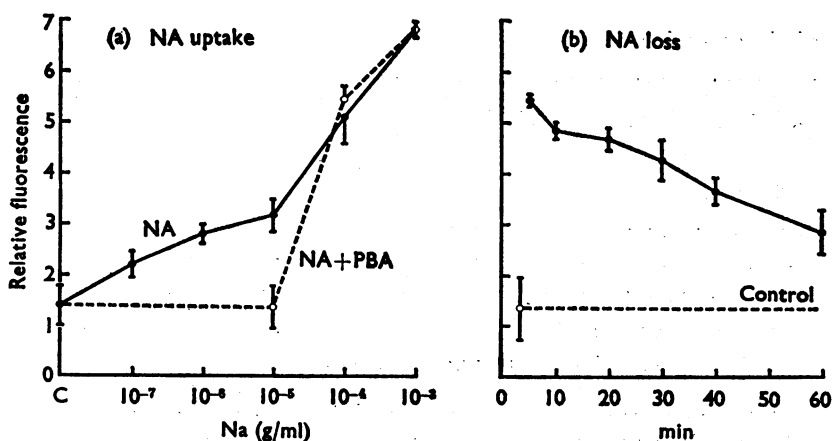 (a) NA uptake
Relative fluorescence
7
6
5
4
3
2
1
0
NA
NA+PBA
C 10⁻⁷ 10⁻⁶ 10⁻⁵ 10⁻⁴ 10⁻³
Na (g/ml)
(b) NA loss
Control
0 10 20 30 40 50 60
min